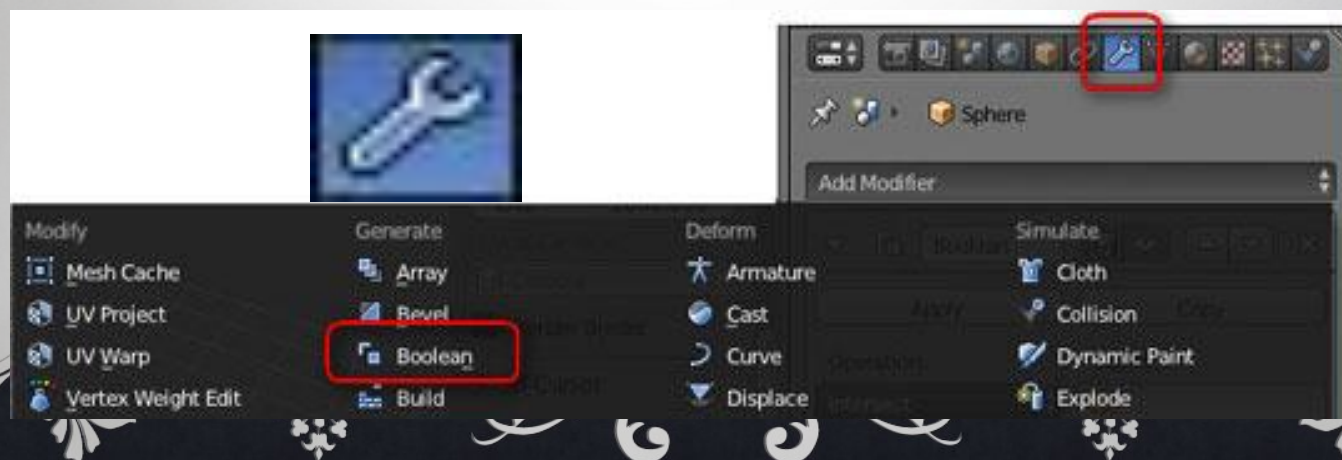 Sphere
Add Modifier
Modify Generate Deform Simulate
Mesh Cache Array Armature Cloth
UV Project Bevel Cast Collision
UV Warp Boolean Curve Dynamic Paint
Vertex Weight Edit Build Displace Explode